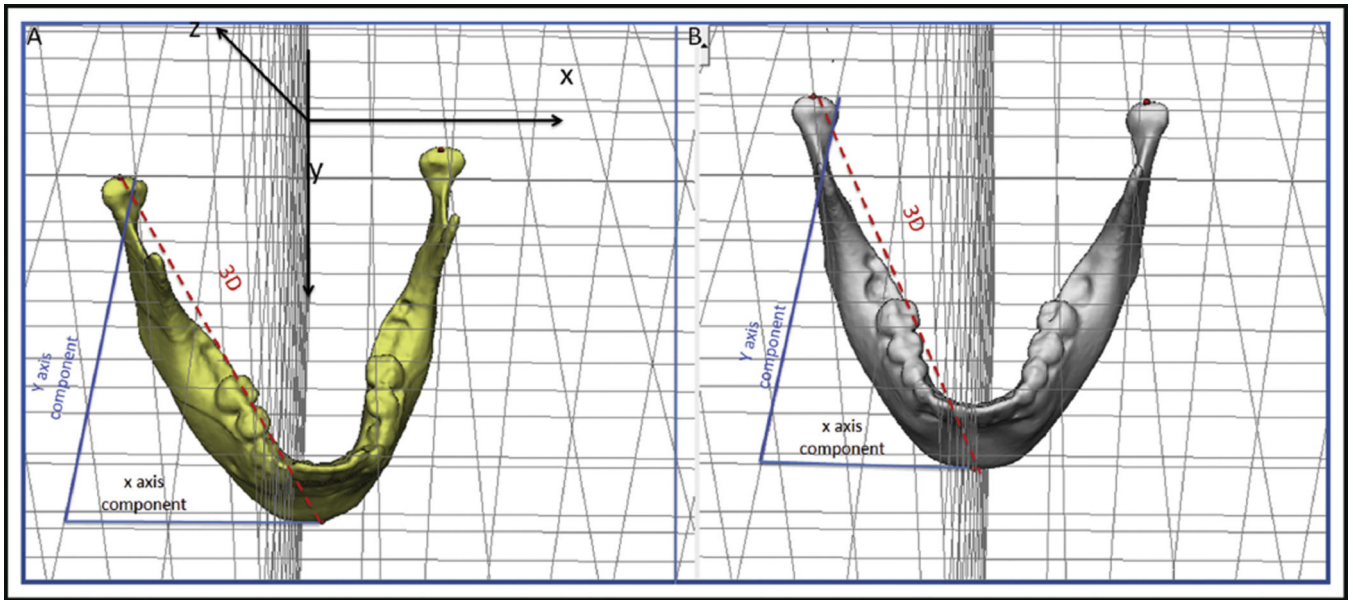 A
Z
x
y
3D
Y axis
component
x axis
component
B
3D
Y axis
component
x axis
component